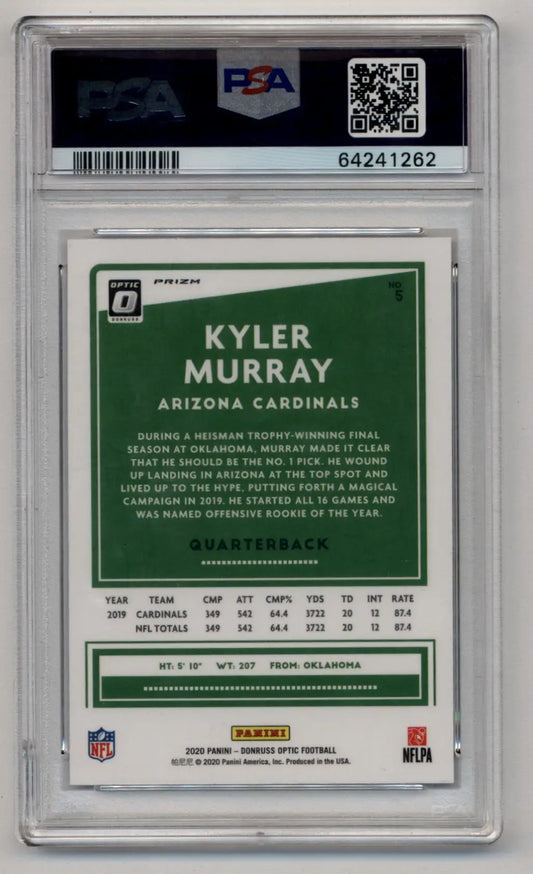 PSA
PSA
64241262
OPTIC
O
DONRUSS
PRIZM
NO
5
KYLER
MURRAY
ARIZONA CARDINALS
DURING A HEISMAN TROPHY-WINNING FINAL
SEASON AT OKLAHOMA, MURRAY MADE IT CLEAR
THAT HE SHOULD BE THE NO. 1 PICK. HE WOUND
UP LANDING IN ARIZONA AT THE TOP SPOT AND
LIVED UP TO THE HYPE, PUTTING FORTH A MAGICAL
CAMPAIGN IN 2019. HE STARTED ALL 16 GAMES AND
WAS NAMED OFFENSIVE ROOKIE OF THE YEAR.
QUARTERBACK
YEAR TEAM CMP ATT CMP% YDS TD INT RATE
2019 CARDINALS 349 542 64.4 3722 20 12 87.4
NFL TOTALS 349 542 64.4 3722 20 12 87.4
HT: 5' 10" WT: 207 FROM: OKLAHOMA
NFL
PANINI
NFLPA
2020 PANINI – DONRUSS OPTIC FOOTBALL
帕尼尼 © 2020 Panini America, Inc. Produced in the USA.